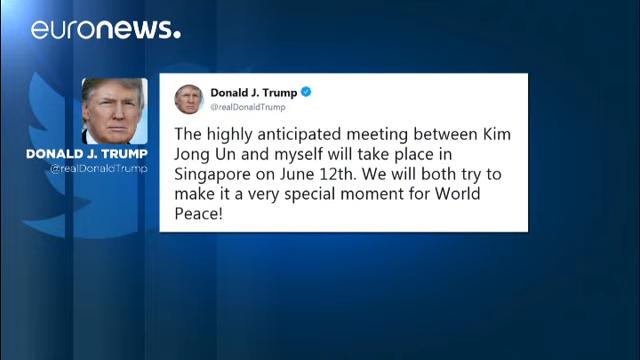 euronews.
DONALD J. TRUMP
@realDonaldTrump
Donald J. Trump
@realDonaldTrump
The highly anticipated meeting between Kim
Jong Un and myself will take place in
Singapore on June 12th. We will both try to
make it a very special moment for World
Peace!